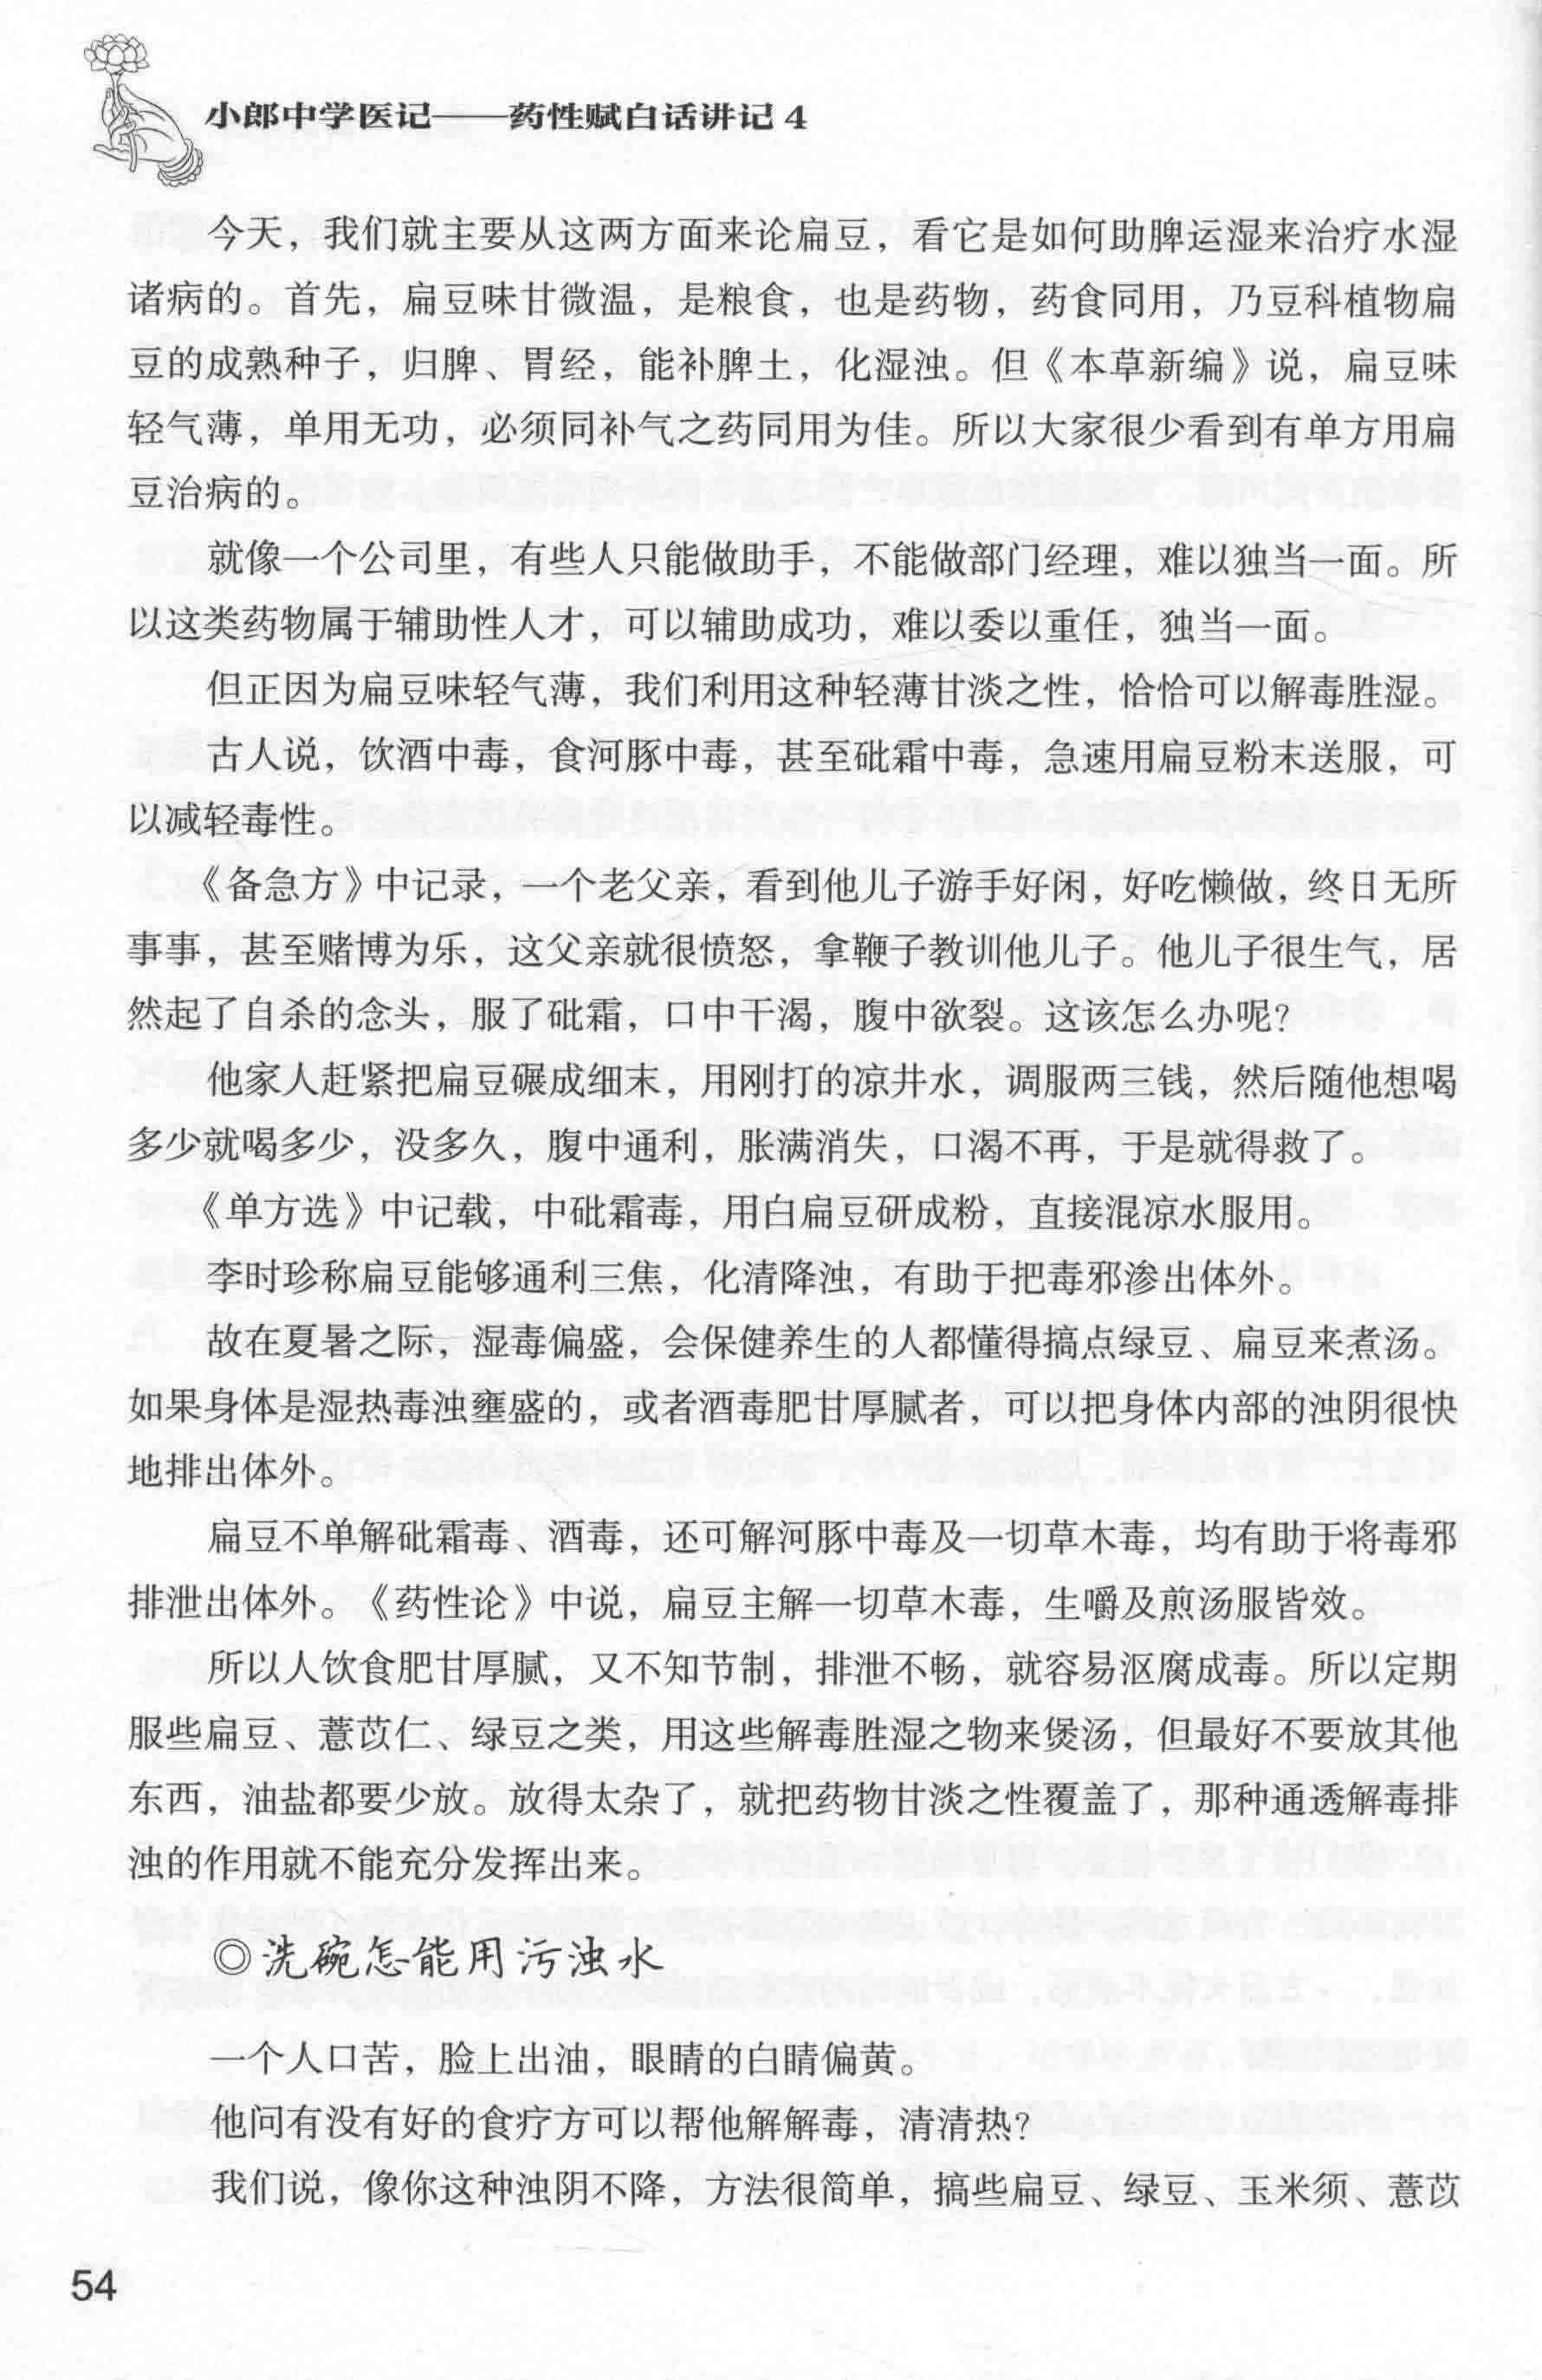 小郎中学医记——药性赋白话讲记4
今天，我们就主要从这两方面来论扁豆，看它是如何助脾运湿来治疗水湿
诸病的。首先，扁豆味甘微温，是粮食，也是药物，药食同用，乃豆科植物扁
豆的成熟种子，归脾、胃经，能补脾土，化湿浊。但《本草新编》说，扁豆味
轻气薄，单用无功，必须同补气之药同用为佳。所以大家很少看到有单方用扁
豆治病的。
就像一个公司里，有些人只能做助手，不能做部门经理，难以独当一面。所
以这类药物属于辅助性人才，可以辅助成功，难以委以重任，独当一面。
但正因为扁豆味轻气薄，我们利用这种轻薄甘淡之性，恰恰可以解毒胜湿。
古人说，饮酒中毒，食河豚中毒，甚至砒霜中毒，急速用扁豆粉末送服，可
以减轻毒性。
《备急方》中记录，一个老父亲，看到他儿子游手好闲，好吃懒做，终日无所
事事，甚至赌博为乐，这父亲就很愤怒，拿鞭子教训他儿子。他儿子很生气，居
然起了自杀的念头，服了砒霜，口中干渴，腹中欲裂。这该怎么办呢？
他家人赶紧把扁豆碾成细末，用刚打的凉井水，调服两三钱，然后随他想喝
多少就喝多少，没多久，腹中通利，胀满消失，口渴不再，于是就得救了。
《单方选》中记载，中砒霜毒，用白扁豆研成粉，直接混凉水服用。
李时珍称扁豆能够通利三焦，化清降浊，有助于把毒邪渗出体外。
故在夏暑之际，湿毒偏盛，会保健养生的人都懂得搞点绿豆、扁豆来煮汤。
如果身体是湿热毒浊壅盛的，或者酒毒肥甘厚腻者，可以把身体内部的浊阴很快
地排出体外。
扁豆不单解砒霜毒、酒毒，还可解河豚中毒及一切草木毒，均有助于将毒邪
排泄出体外。《药性论》中说，扁豆主解一切草木毒，生嚼及煎汤服皆效。
所以人饮食肥甘厚腻，又不知节制，排泄不畅，就容易沤腐成毒。所以定期
服些扁豆、薏苡仁、绿豆之类，用这些解毒胜湿之物来煲汤，但最好不要放其他
东西，油盐都要少放。放得太杂了，就把药物甘淡之性覆盖了，那种通透解毒排
浊的作用就不能充分发挥出来。
◎洗碗怎能用污浊水
一个人口苦，脸上出油，眼睛的白睛偏黄。
他问有没有好的食疗方可以帮他解解毒，清清热？
我们说，像你这种浊阴不降，方法很简单，搞些扁豆、绿豆、玉米须、薏苡
54